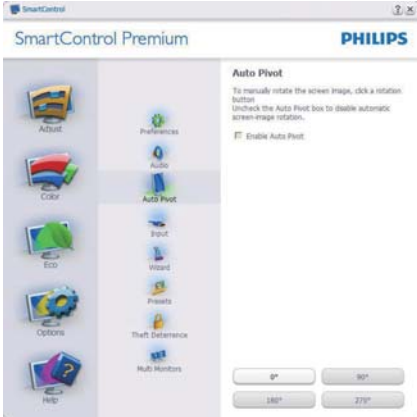 SmartControl
SmartControl Premium
PHILIPS
Adjust
Color
Eco
Options
Help
Preferences
Audio
Auto Pivot
Input
Wizard
Presets
Theft Deterrence
Multi Monitors
Auto Pivot
To manually rotate the screen image, click a rotation
button
Uncheck the Auto Pivot box to disable automatic
screen-image rotation.
Enable Auto Pivot
0°
90°
180°
270°